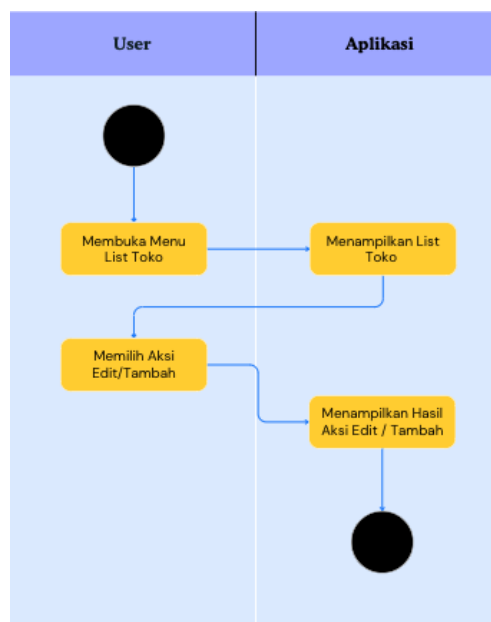 User
Aplikasi
Membuka Menu
List Toko
Menampilkan List
Toko
Memilih Aksi
Edit/Tambah
Menampilkan Hasil
Aksi Edit / Tambah